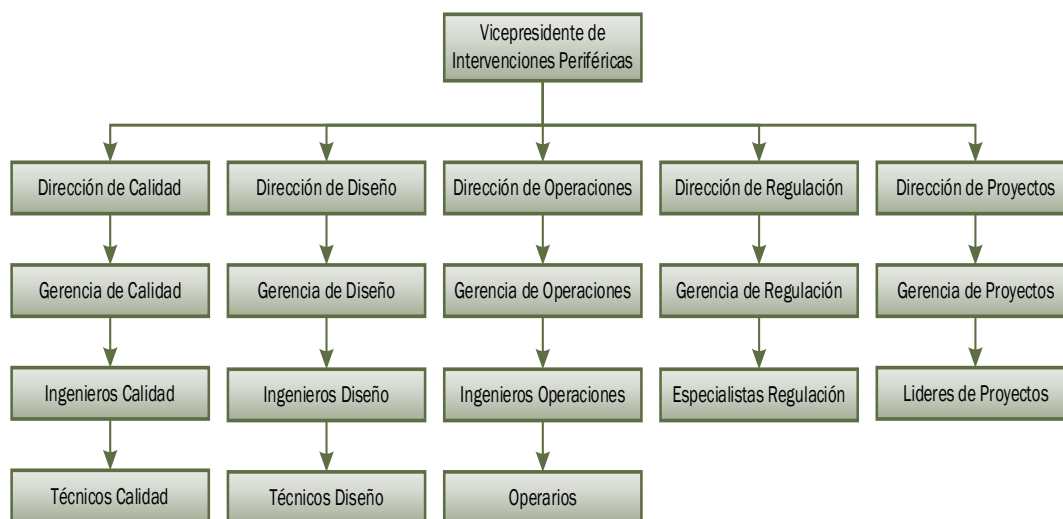 Vicepresidente de
Intervenciones Periféricas
Dirección de Calidad
Dirección de Diseño
Dirección de Operaciones
Dirección de Regulación
Dirección de Proyectos
Gerencia de Calidad
Gerencia de Diseño
Gerencia de Operaciones
Gerencia de Regulación
Gerencia de Proyectos
Ingenieros Calidad
Ingenieros Diseño
Ingenieros Operaciones
Especialistas Regulación
Lideres de Proyectos
Técnicos Calidad
Técnicos Diseño
Operarios